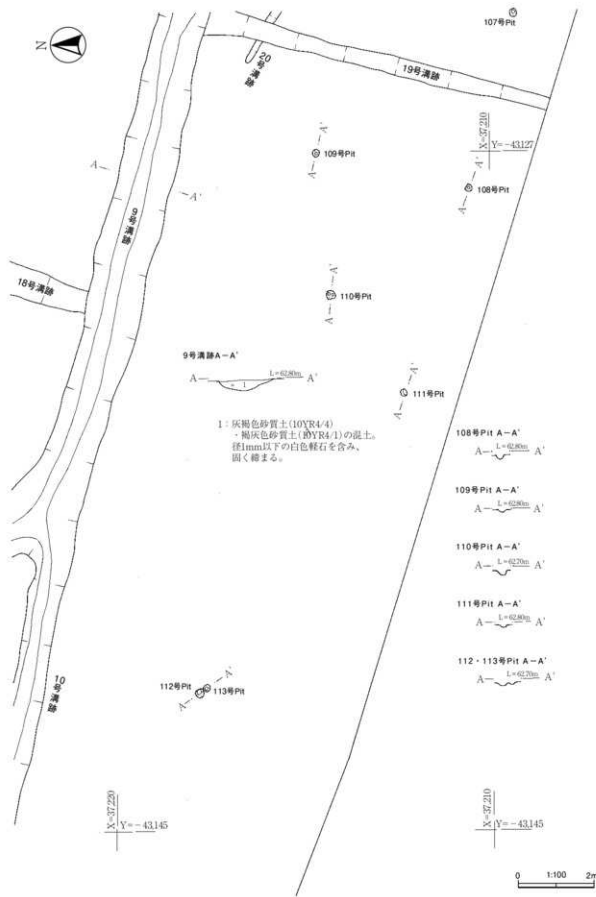 107号Pit
N
20号溝跡
19号溝跡
X=37,210
Y=-43,127
A'
109号Pit
A
A'
108号Pit
A
A
A'
9号溝跡
18号溝跡
A'
110号Pit
A
9号溝跡A-A'
L=62.80m
A A'
1
A'
111号Pit
A
1:灰褐色砂質土(10YR4/4)
・褐灰色砂質土(10YR4/1)の混土。
径1mm以下の白色軽石を含み、
固く締まる。
108号Pit A-A'
L=62.80m
A A'
109号Pit A-A'
L=62.80m
A A'
110号Pit A-A'
L=62.70m
A A'
111号Pit A-A'
L=62.80m
A A'
112・113号Pit A-A'
L=62.70m
A A'
10号溝跡
A'
112号Pit
113号Pit
A
X=37,220
Y=-43,145
X=37,210
Y=-43,145
0 1:100 2m